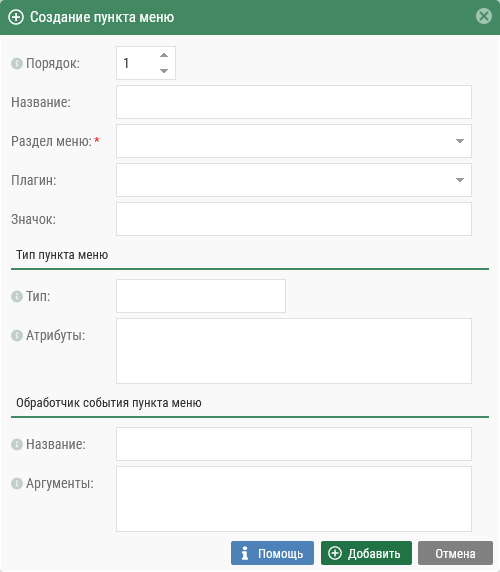 Создание пункта меню
Порядок: 1
Название:
Раздел меню: *
Плагин:
Значок:
Тип пункта меню
Тип:
Атрибуты:
Обработчик события пункта меню
Название:
Аргументы:
Помощь Добавить Отмена